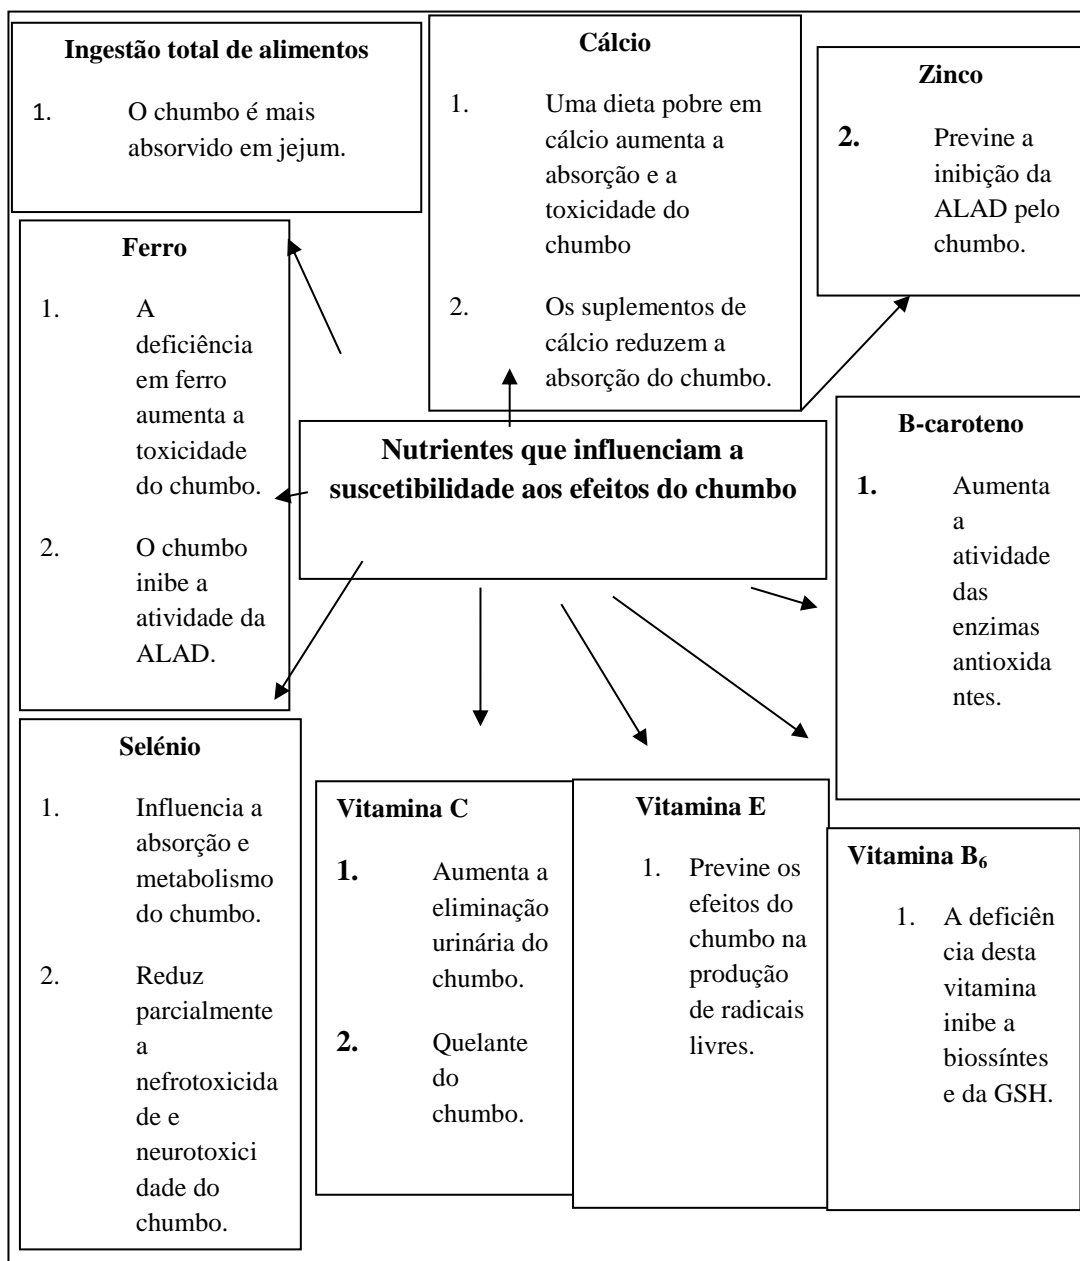 Ingestão total de alimentos
1. O chumbo é mais
absorvido em jejum.
Cálcio
1. Uma dieta pobre em
cálcio aumenta a
absorção e a
toxicidade do
chumbo
2. Os suplementos de
cálcio reduzem a
absorção do chumbo.
Zinco
2. Previne a
inibição da
ALAD pelo
chumbo.
Ferro
1. A
deficiência
em ferro
aumenta a
toxicidade
do chumbo.
2. O chumbo
inibe a
atividade da
ALAD.
Nutrientes que influenciam a
suscetibilidade aos efeitos do chumbo
B-caroteno
1. Aumenta
a
atividade
das
enzimas
antioxida
ntes.
Selénio
1. Influencia a
absorção e
metabolismo
do chumbo.
2. Reduz
parcialmente
a
nefrotoxicida
de e
neurotoxici
dade do
chumbo.
Vitamina C
1. Aumenta a
eliminação
urinária do
chumbo.
2. Quelante
do
chumbo.
Vitamina E
1. Previne os
efeitos do
chumbo na
produção
de radicais
livres.
Vitamina B₆
1. A deficiên
cia desta
vitamina
inibe a
biossíntes
e da GSH.